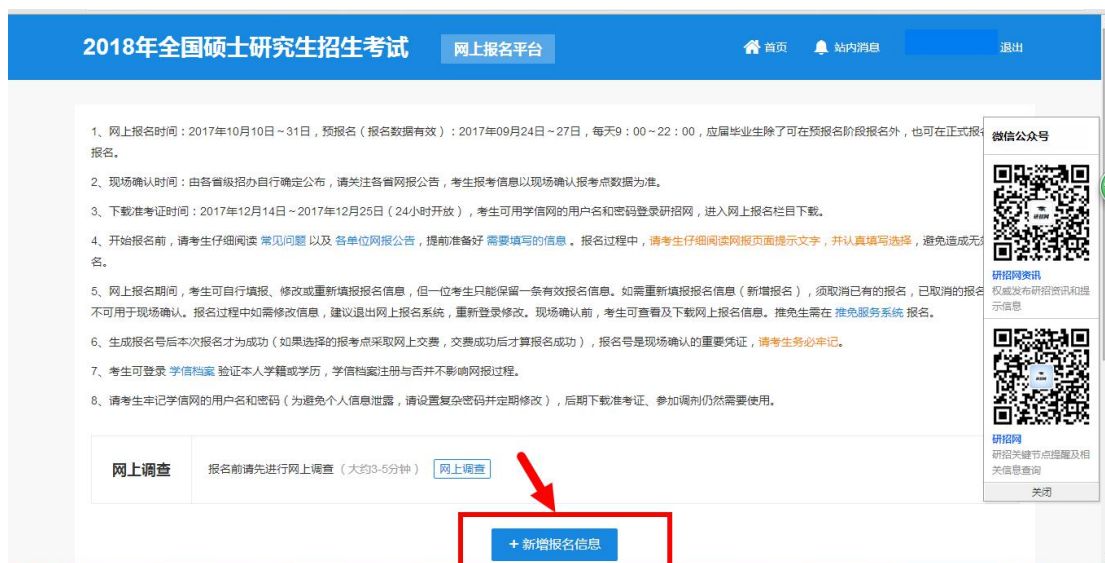 2018年全国硕士研究生招生考试 网上报名平台 首页 站内消息 退出
1、网上报名时间：2017年10月10日~31日，预报名（报名数据有效）：2017年09月24日~27日，每天9：00~22：00，应届毕业生除了可在预报名阶段报名外，也可在正式报
报名。
2、现场确认时间：由各省级招办自行确定公布，请关注各省网报公告，考生报考信息以现场确认报考点数据为准。
3、下载准考证时间：2017年12月14日~2017年12月25日（24小时开放），考生可用学信网的用户名和密码登录研招网，进入网上报名栏目下载。
4、开始报名前，请考生仔细阅读 常见问题 以及 各单位网报公告，提前准备好 需要填写的信息 。报名过程中，请考生仔细阅读网报页面提示文字，并认真填写选择，避免造成无
名。
5、网上报名期间，考生可自行填报、修改或重新填报报名信息，但一位考生只能保留一条有效报名信息。如需重新填报报名信息（新增报名），须取消已有的报名，已取消的报名
不可用于现场确认。报名过程中如需修改信息，建议退出网上报名系统，重新登录修改。现场确认前，考生可查看及下载网上报名信息。推免生需在 推免服务系统 报名。
6、生成报名号后本次报名才为成功（如果选择的报考点采取网上交费，交费成功后才算报名成功），报名号是现场确认的重要凭证，请考生务必牢记。
7、考生可登录 学信档案 验证本人学籍或学历，学信档案注册与否并不影响网报过程。
8、请考生牢记学信网的用户名和密码（为避免个人信息泄露，请设置复杂密码并定期修改），后期下载准考证、参加调剂仍然需要使用。
网上调查 报名前请先进行网上调查（大约3-5分钟） 网上调查
+ 新增报名信息
微信公众号
研招网资讯
权威发布研招资讯和提
示信息
研招网
研招关键节点提醒及相
关信息查询
关闭